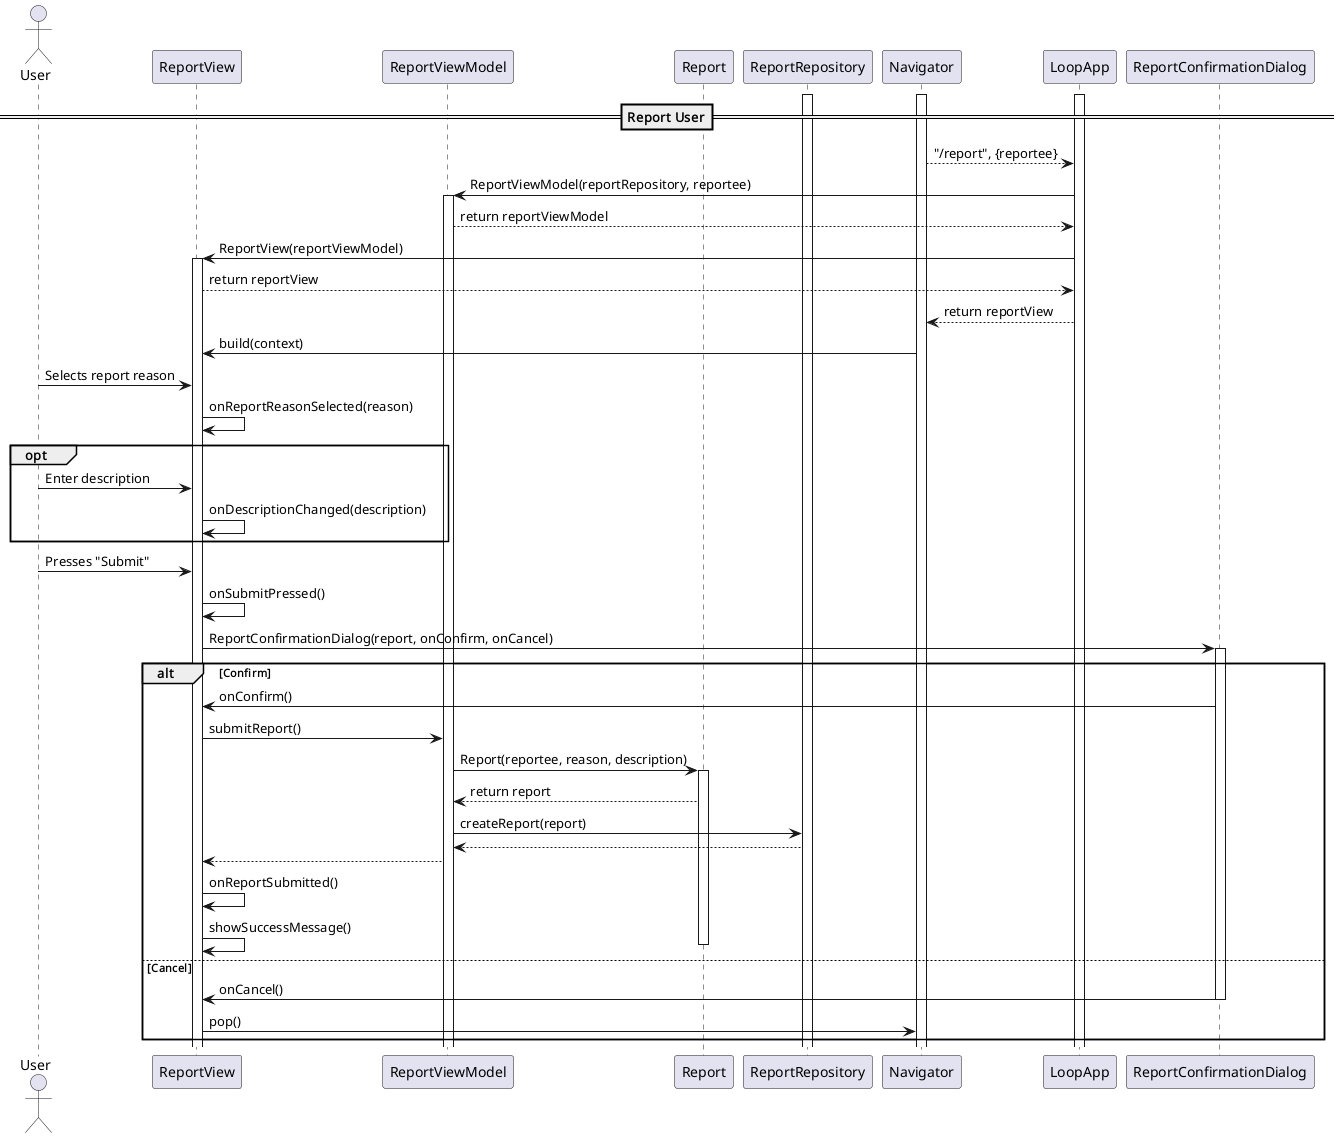 User
ReportView
ReportViewModel
Report
ReportRepository
Navigator
LoopApp
ReportConfirmationDialog
Report User
"/report", {reportee}
ReportViewModel(reportRepository, reportee)
return reportViewModel
ReportView(reportViewModel)
return reportView
return reportView
build(context)
Selects report reason
onReportReasonSelected(reason)
opt
Enter description
onDescriptionChanged(description)
Presses "Submit"
onSubmitPressed()
ReportConfirmationDialog(report, onConfirm, onCancel)
alt [Confirm]
onConfirm()
submitReport()
Report(reportee, reason, description)
return report
createReport(report)
onReportSubmitted()
showSuccessMessage()
[Cancel]
onCancel()
pop()
User
ReportView
ReportViewModel
Report
ReportRepository
Navigator
LoopApp
ReportConfirmationDialog